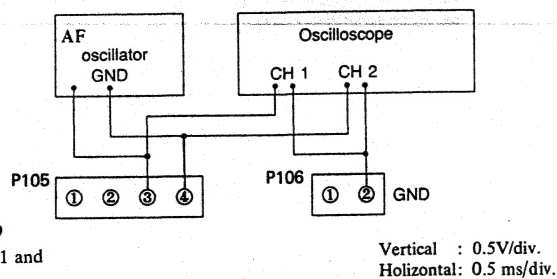 AF
oscillator
GND
Oscilloscope
CH 1 CH 2
P105
① ② ③ ④
P106
① ② GND
1 and
Vertical : 0.5V/div.
Holizontal: 0.5 ms/div.